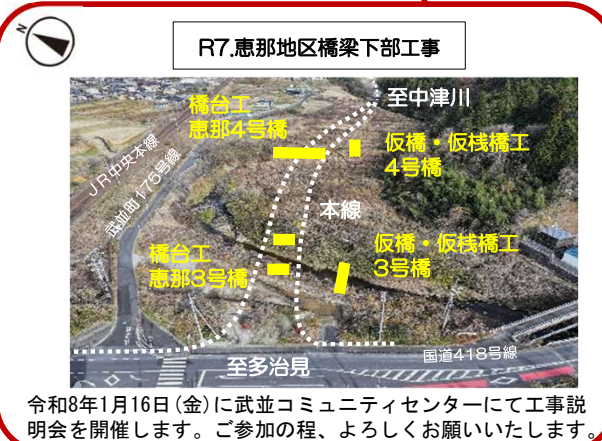 N
R7.恵那地区橋梁下部工事
橋台工
恵那4号橋
至中津川
仮橋・仮桟橋工
4号橋
JR中央本線
武並町175号線
本線
橋台工
恵那3号橋
仮橋・仮桟橋工
3号橋
至多治見
国道418号線
令和8年1月16日(金)に武並コミュニティセンターにて工事説
明会を開催します。ご参加の程、よろしくお願いいたします。